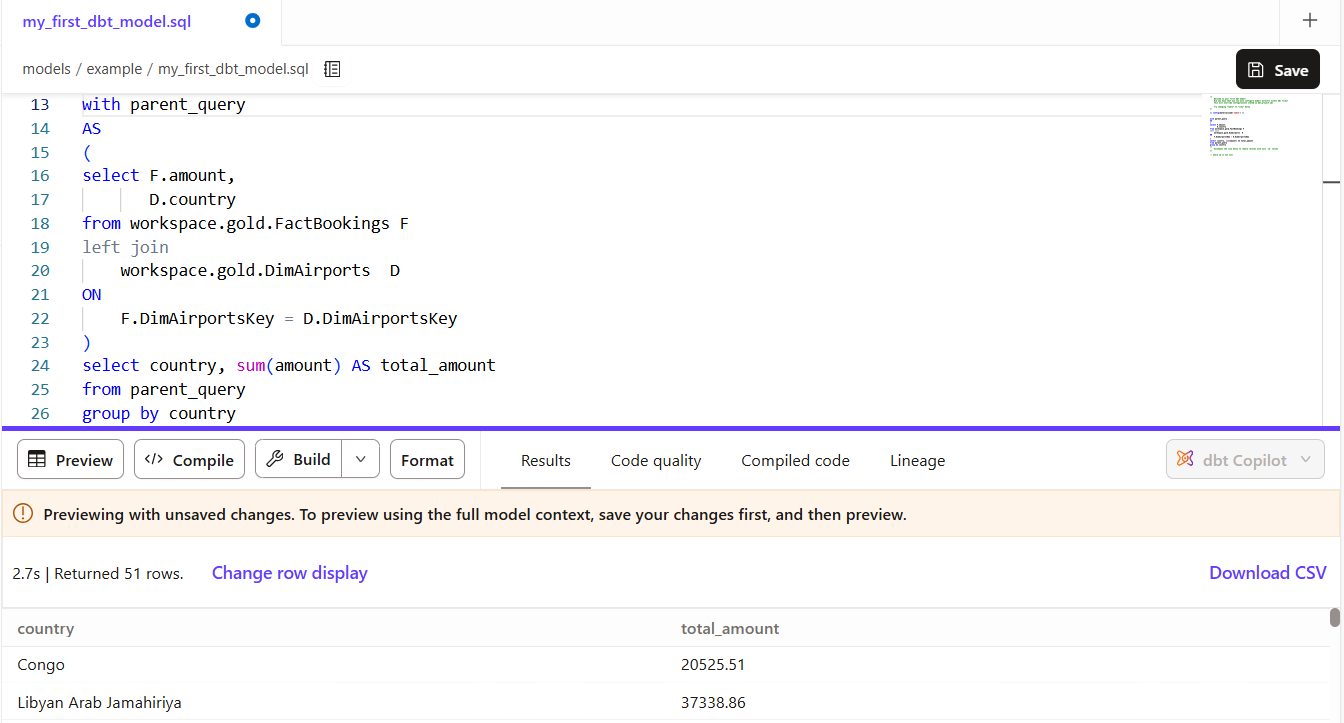 my_first_dbt_model.sql
models / example / my_first_dbt_model.sql
Save
13 with parent_query
14 AS
15 (
16 select F.amount,
17 D.country
18 from workspace.gold.FactBookings F
19 left join
20 workspace.gold.DimAirports  D
21 ON
22 F.DimAirportsKey = D.DimAirportsKey
23 )
24 select country, sum(amount) AS total_amount
25 from parent_query
26 group by country
Preview </> Compile Build Format Results Code quality Compiled code Lineage dbt Copilot
Previewing with unsaved changes. To preview using the full model context, save your changes first, and then preview.
2.7s | Returned 51 rows. Change row display Download CSV
country total_amount
Congo 20525.51
Libyan Arab Jamahiriya 37338.86